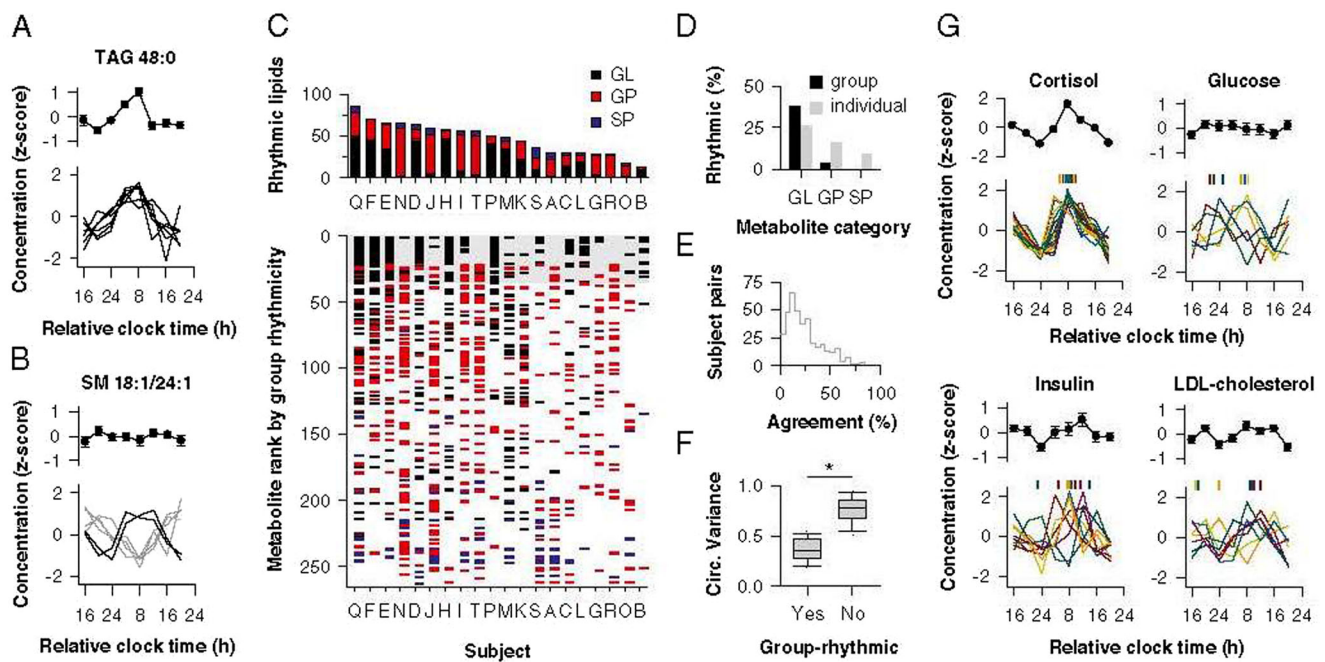 A
TAG 48:0
1
0
-1
2
0
-2
16 24 8 16 24
Concentration (z-score)
Relative clock time (h)
B
SM 18:1/24:1
1
0
-1
2
0
-2
16 24 8 16 24
Concentration (z-score)
Relative clock time (h)
C
GL
GP
SP
100
50
0
Rhythmic lipids
Q F E N D J H I T P M K S A C L G R O B
0
50
100
150
200
250
Metabolite rank by group rhythmicity
Q F E N D J H I T P M K S A C L G R O B
Subject
D
group
individual
50
25
0
Rhythmic (%)
GL GP SP
Metabolite category
E
75
50
25
0
Subject pairs
0 50 100
Agreement (%)
F
*
1.0
0.5
0.0
Circ. Variance
Yes No
Group-rhythmic
G
Cortisol
2
0
-2
2
0
-2
16 24 8 16 24
Glucose
1
0
-1
2
0
-2
16 24 8 16 24
Concentration (z-score)
Relative clock time (h)
Insulin
1
0
-1
2
0
-2
16 24 8 16 24
LDL-cholesterol
1
0
-1
2
0
-2
16 24 8 16 24
Concentration (z-score)
Relative clock time (h)